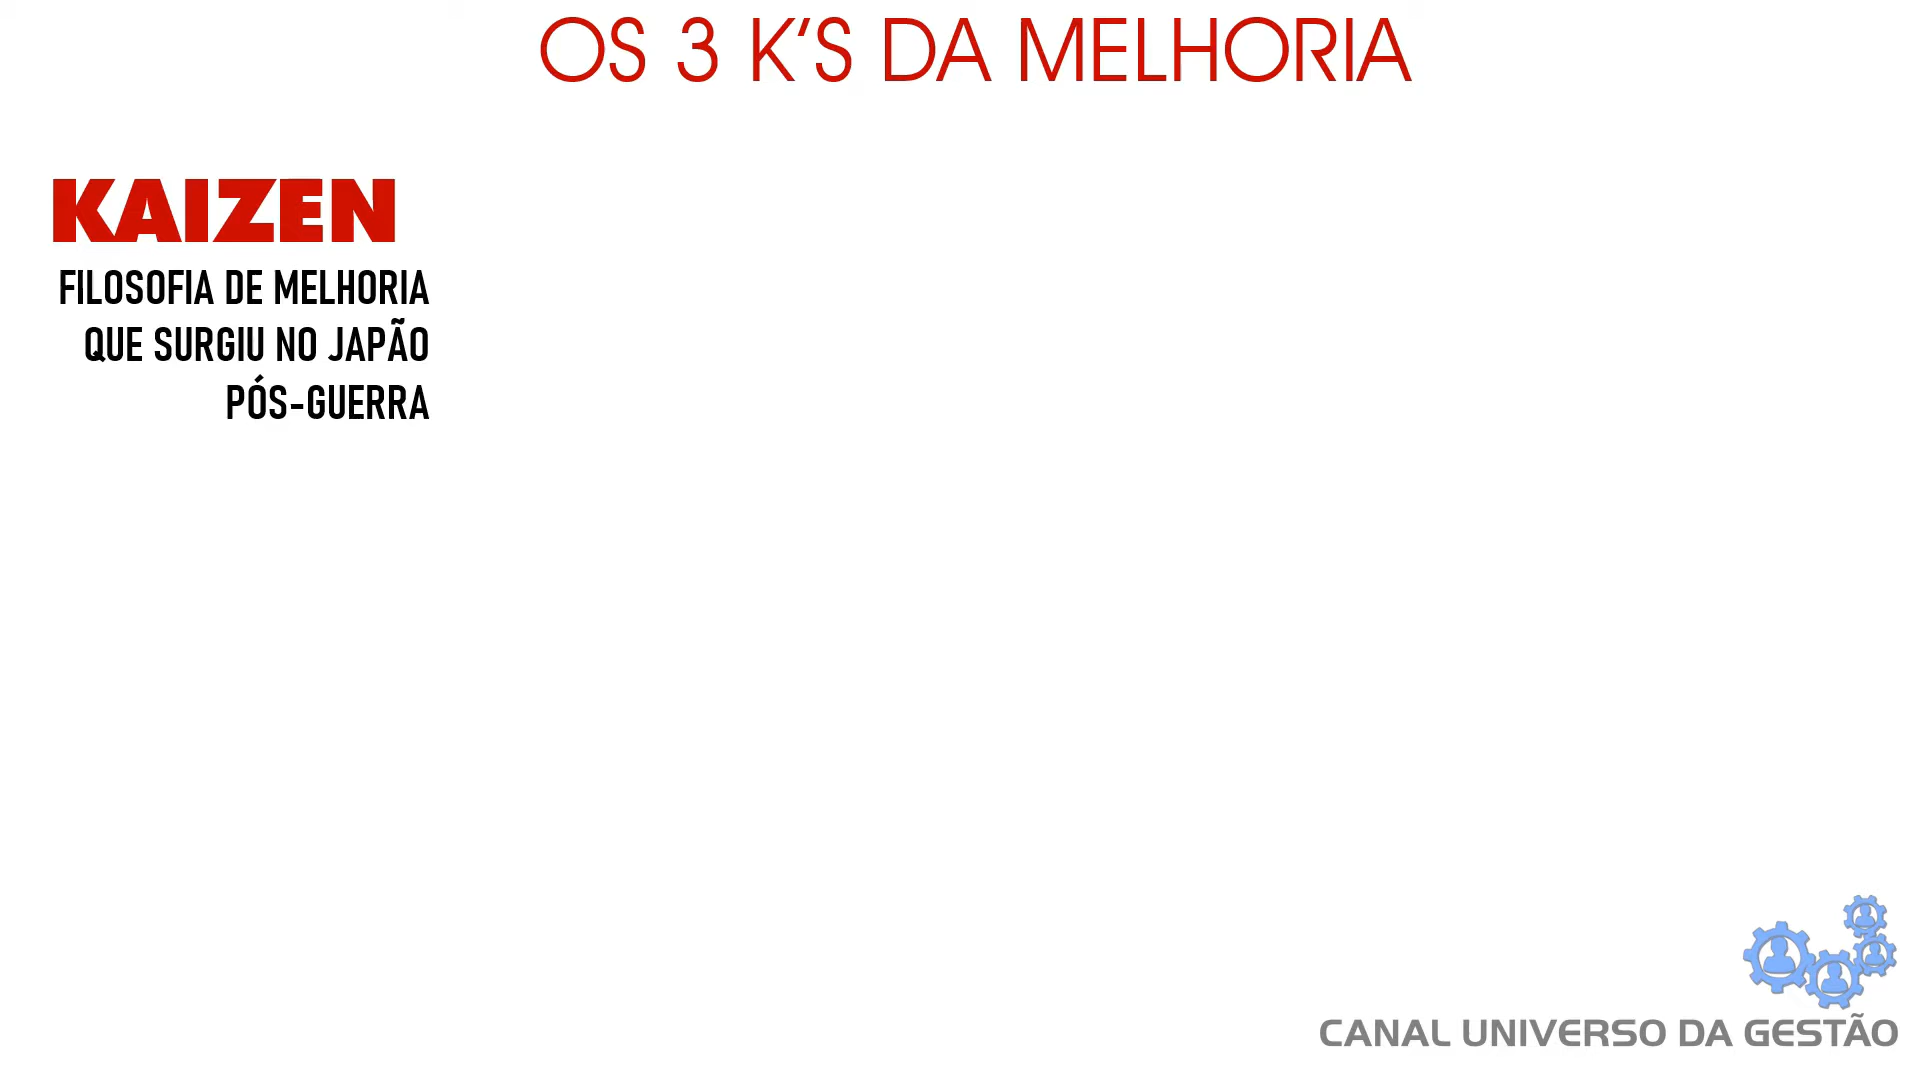 OS 3 K‘S DA MELHORIA
KAIZEN
FILOSOFIA DE MELHORIA
QUE SURGIU NO JAPÃO
PÓS-GUERRA
CANAL UNIVERSO DA GESTÃO